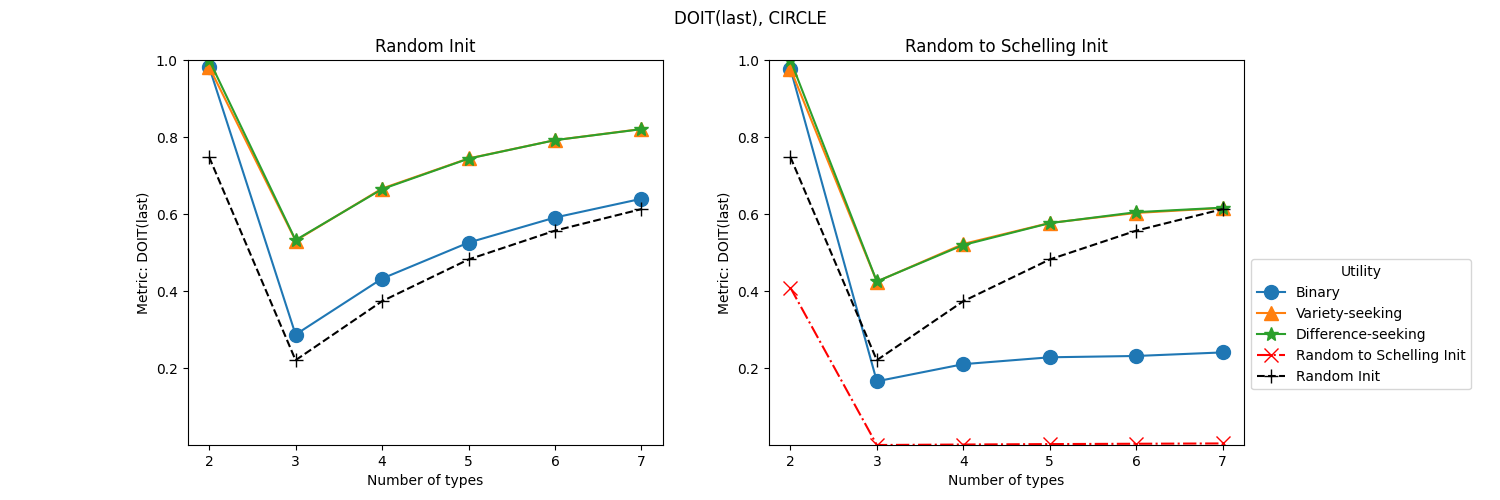 DOIT(last), CIRCLE
Random Init
Metric: DOIT(last)
1.0
0.8
0.6
0.4
0.2
2 3 4 5 6 7
Number of types
Random to Schelling Init
Metric: DOIT(last)
1.0
0.8
0.6
0.4
0.2
2 3 4 5 6 7
Number of types
Utility
Binary
Variety-seeking
Difference-seeking
Random to Schelling Init
Random Init